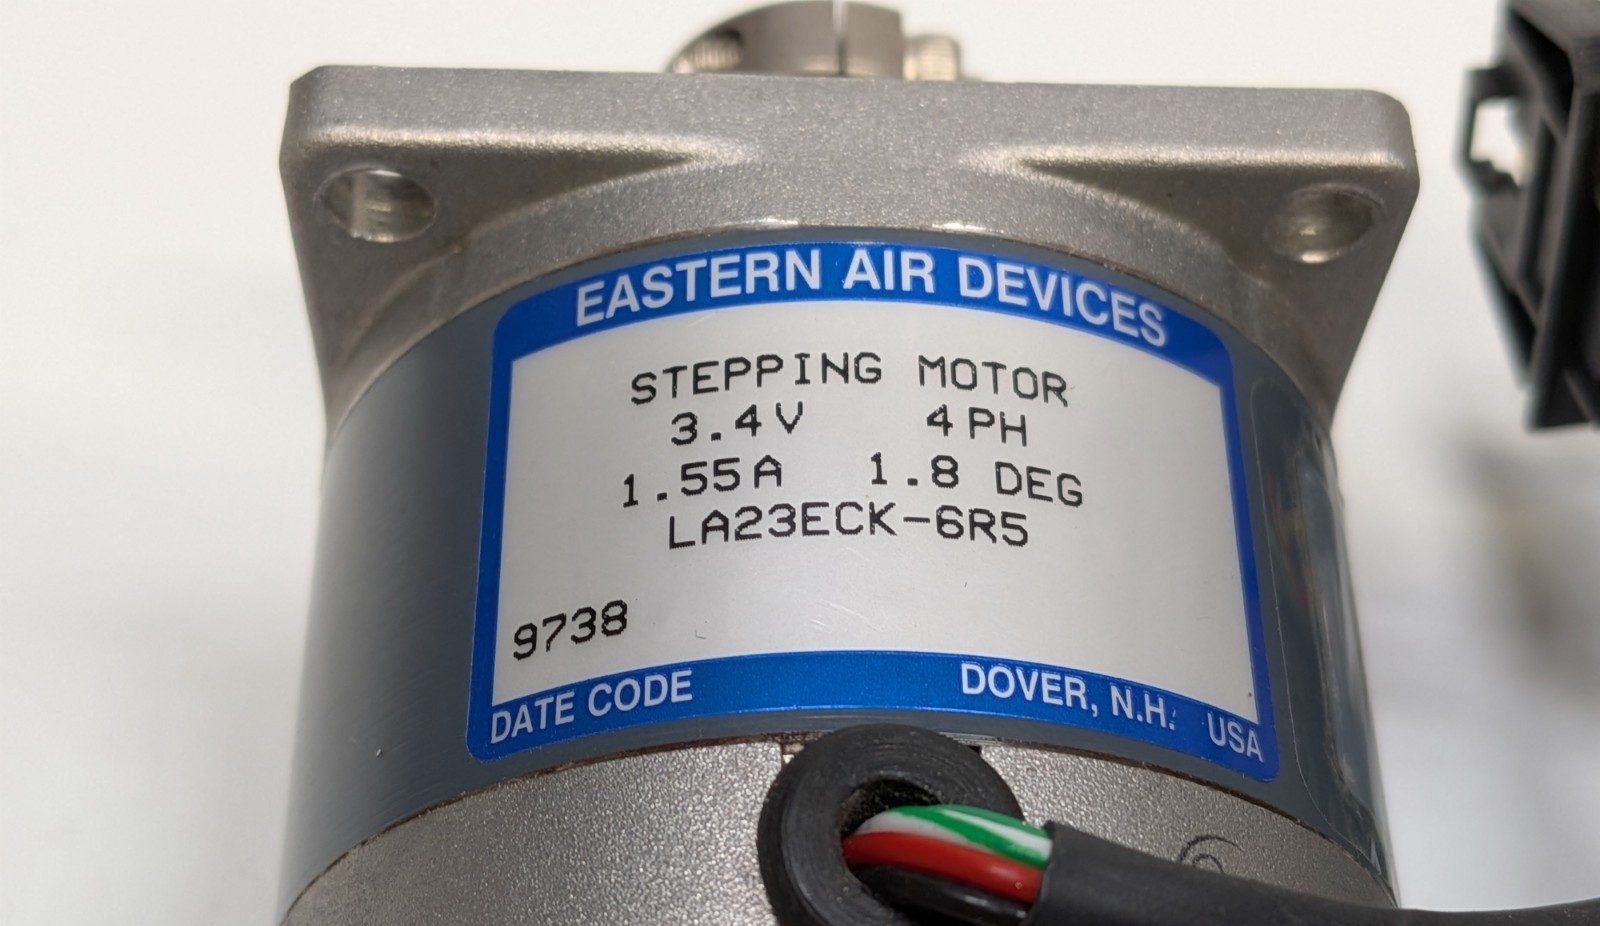 EASTERN AIR DEVICES
STEPPING MOTOR
3.4V 4PH
1.55A 1.8 DEG
LA23ECK-6R5
9738
DATE CODE DOVER, N.H. USA